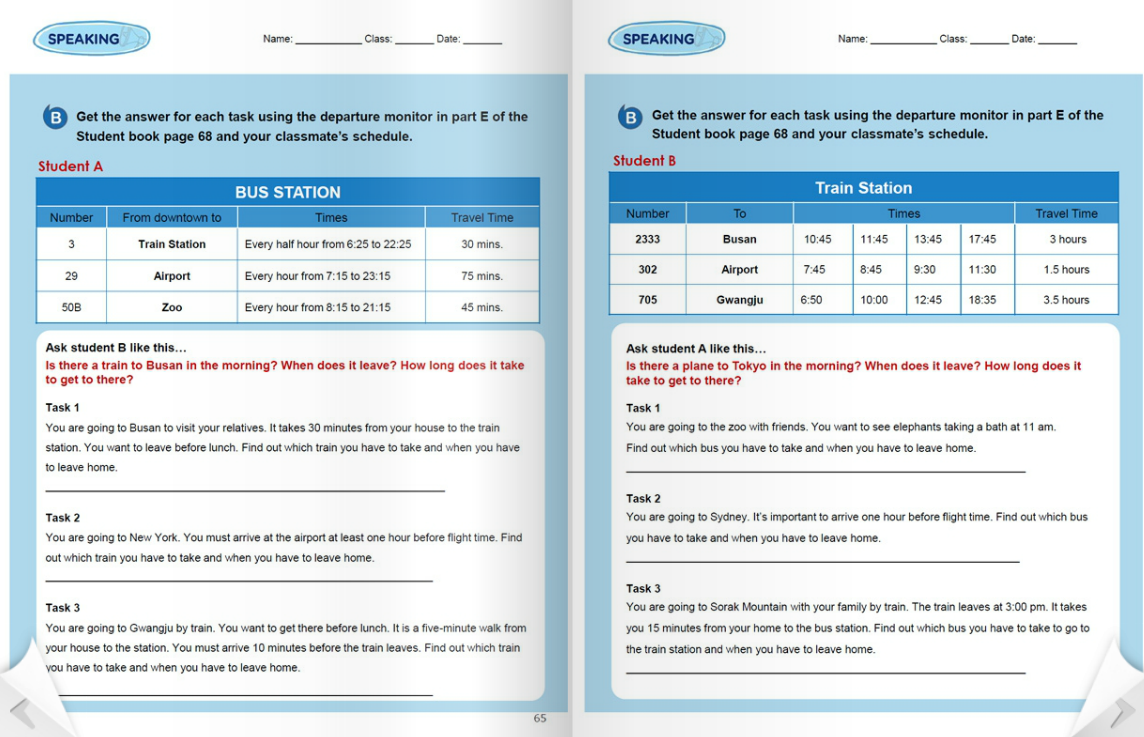 SPEAKING
Name: __________ Class: ______ Date: ______
B Get the answer for each task using the departure monitor in part E of the
Student book page 68 and your classmate's schedule.
Student A
BUS STATION
Number From downtown to Times Travel Time
3 Train Station Every half hour from 6:25 to 22:25 30 mins.
29 Airport Every hour from 7:15 to 23:15 75 mins.
50B Zoo Every hour from 8:15 to 21:15 45 mins.
Ask student B like this...
Is there a train to Busan in the morning? When does it leave? How long does it take
to get to there?
Task 1
You are going to Busan to visit your relatives. It takes 30 minutes from your house to the train
station. You want to leave before lunch. Find out which train you have to take and when you have
to leave home.
Task 2
You are going to New York. You must arrive at the airport at least one hour before flight time. Find
out which train you have to take and when you have to leave home.
Task 3
You are going to Gwangju by train. You want to get there before lunch. It is a five-minute walk from
your house to the station. You must arrive 10 minutes before the train leaves. Find out which train
you have to take and when you have to leave home.
65
SPEAKING
Name: __________ Class: ______ Date: ______
B Get the answer for each task using the departure monitor in part E of the
Student book page 68 and your classmate's schedule.
Student B
Train Station
Number To Times Travel Time
2333 Busan 10:45 11:45 13:45 17:45 3 hours
302 Airport 7:45 8:45 9:30 11:30 1.5 hours
705 Gwangju 6:50 10:00 12:45 18:35 3.5 hours
Ask student A like this...
Is there a plane to Tokyo in the morning? When does it leave? How long does it
take to get to there?
Task 1
You are going to the zoo with friends. You want to see elephants taking a bath at 11 am.
Find out which bus you have to take and when you have to leave home.
Task 2
You are going to Sydney. It's important to arrive one hour before flight time. Find out which bus
you have to take and when you have to leave home.
Task 3
You are going to Sorak Mountain with your family by train. The train leaves at 3:00 pm. It takes
you 15 minutes from your home to the bus station. Find out which bus you have to take to go to
the train station and when you have to leave home.